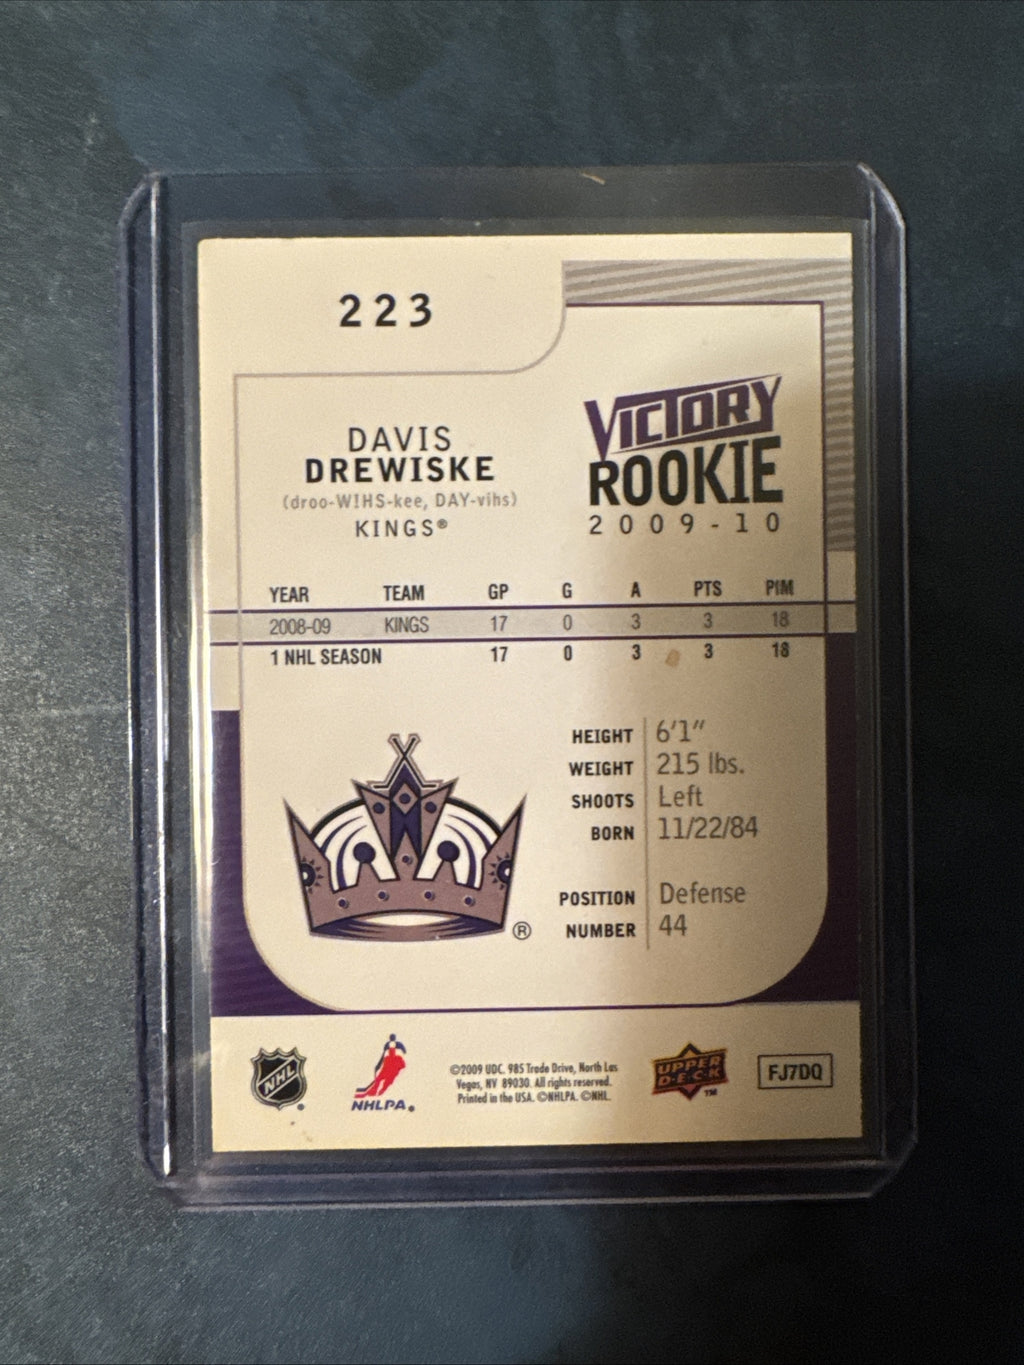 223
DAVIS
DREWISKE
(droo-WIHS-kee, DAY-vihs)
KINGS®
VICTORY
ROOKIE
2009-10
YEAR TEAM GP G A PTS PIM
2008-09 KINGS 17 0 3 3 18
1 NHL SEASON 17 0 3 3 18
HEIGHT 6'1"
WEIGHT 215 lbs.
SHOOTS Left
BORN 11/22/84
POSITION Defense
NUMBER 44
®
NHL ®
NHLPA®
©2009 UDC. 985 Trade Drive, North Las
Vegas, NV 89030. All rights reserved.
Printed in the USA. ©NHLPA. ©NHL.
UPPER
D·E·C·K
TM
FJ7DQ